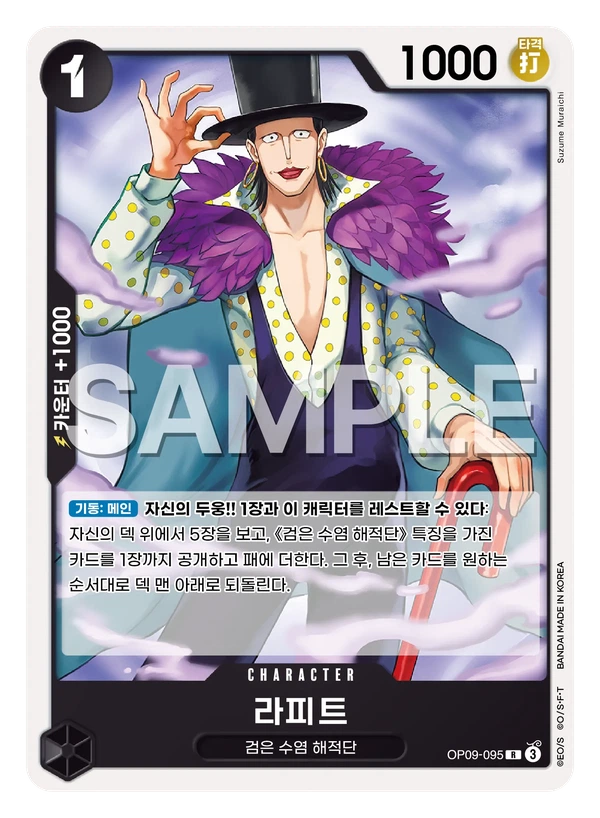 1
1000
타격
打
Suzume Muraichi
카운터 +1000
SAMPLE
기동: 메인 자신의 두웅!! 1장과 이 캐릭터를 레스트할 수 있다:
자신의 덱 위에서 5장을 보고, 《검은 수염 해적단》 특징을 가진
카드를 1장까지 공개하고 패에 더한다. 그 후, 남은 카드를 원하는
순서대로 덱 맨 아래로 되돌린다.
CHARACTER
라피트
검은 수염 해적단
OP09-095 R 3
©EO/S ©O/S·F·T BANDAI MADE IN KOREA